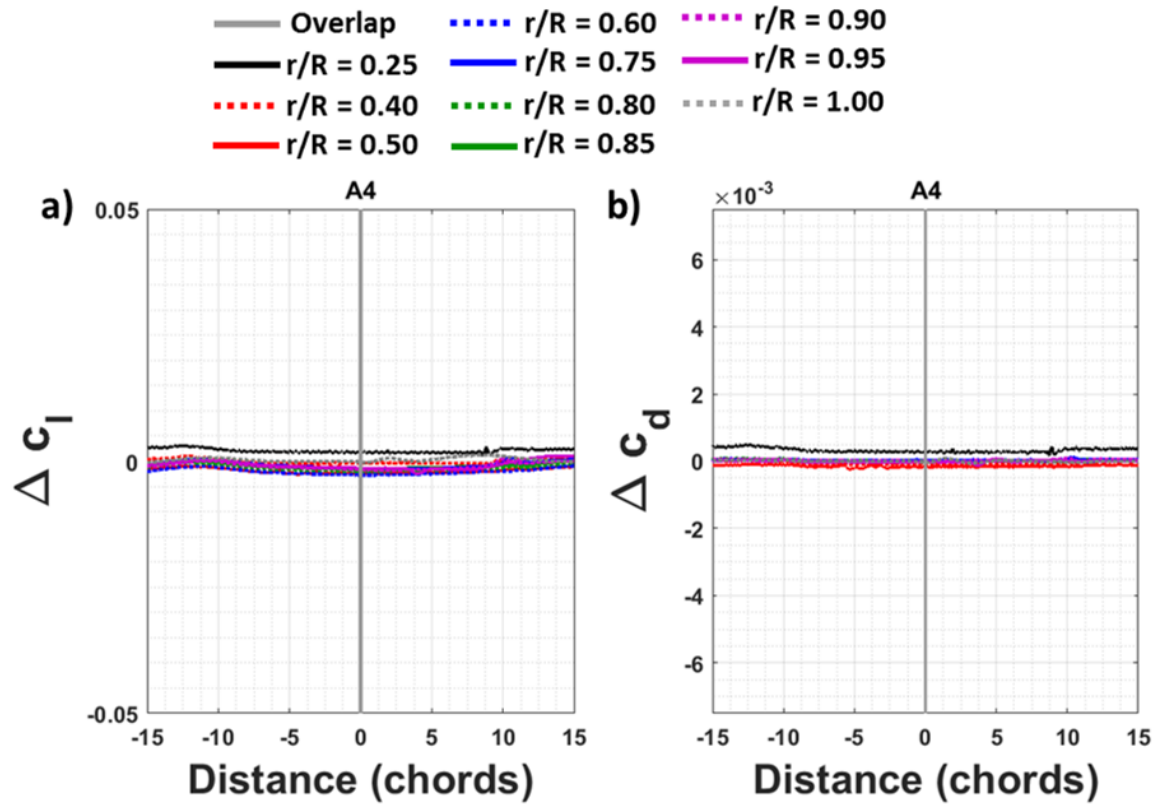 Overlap
r/R = 0.25
r/R = 0.40
r/R = 0.50
r/R = 0.60
r/R = 0.75
r/R = 0.80
r/R = 0.85
r/R = 0.90
r/R = 0.95
r/R = 1.00
a)
A4
0.05
0
-0.05
Δ c_l
-15 -10 -5 0 5 10 15
Distance (chords)
b)
×10⁻³
A4
6
4
2
0
-2
-4
-6
Δ c_d
-15 -10 -5 0 5 10 15
Distance (chords)